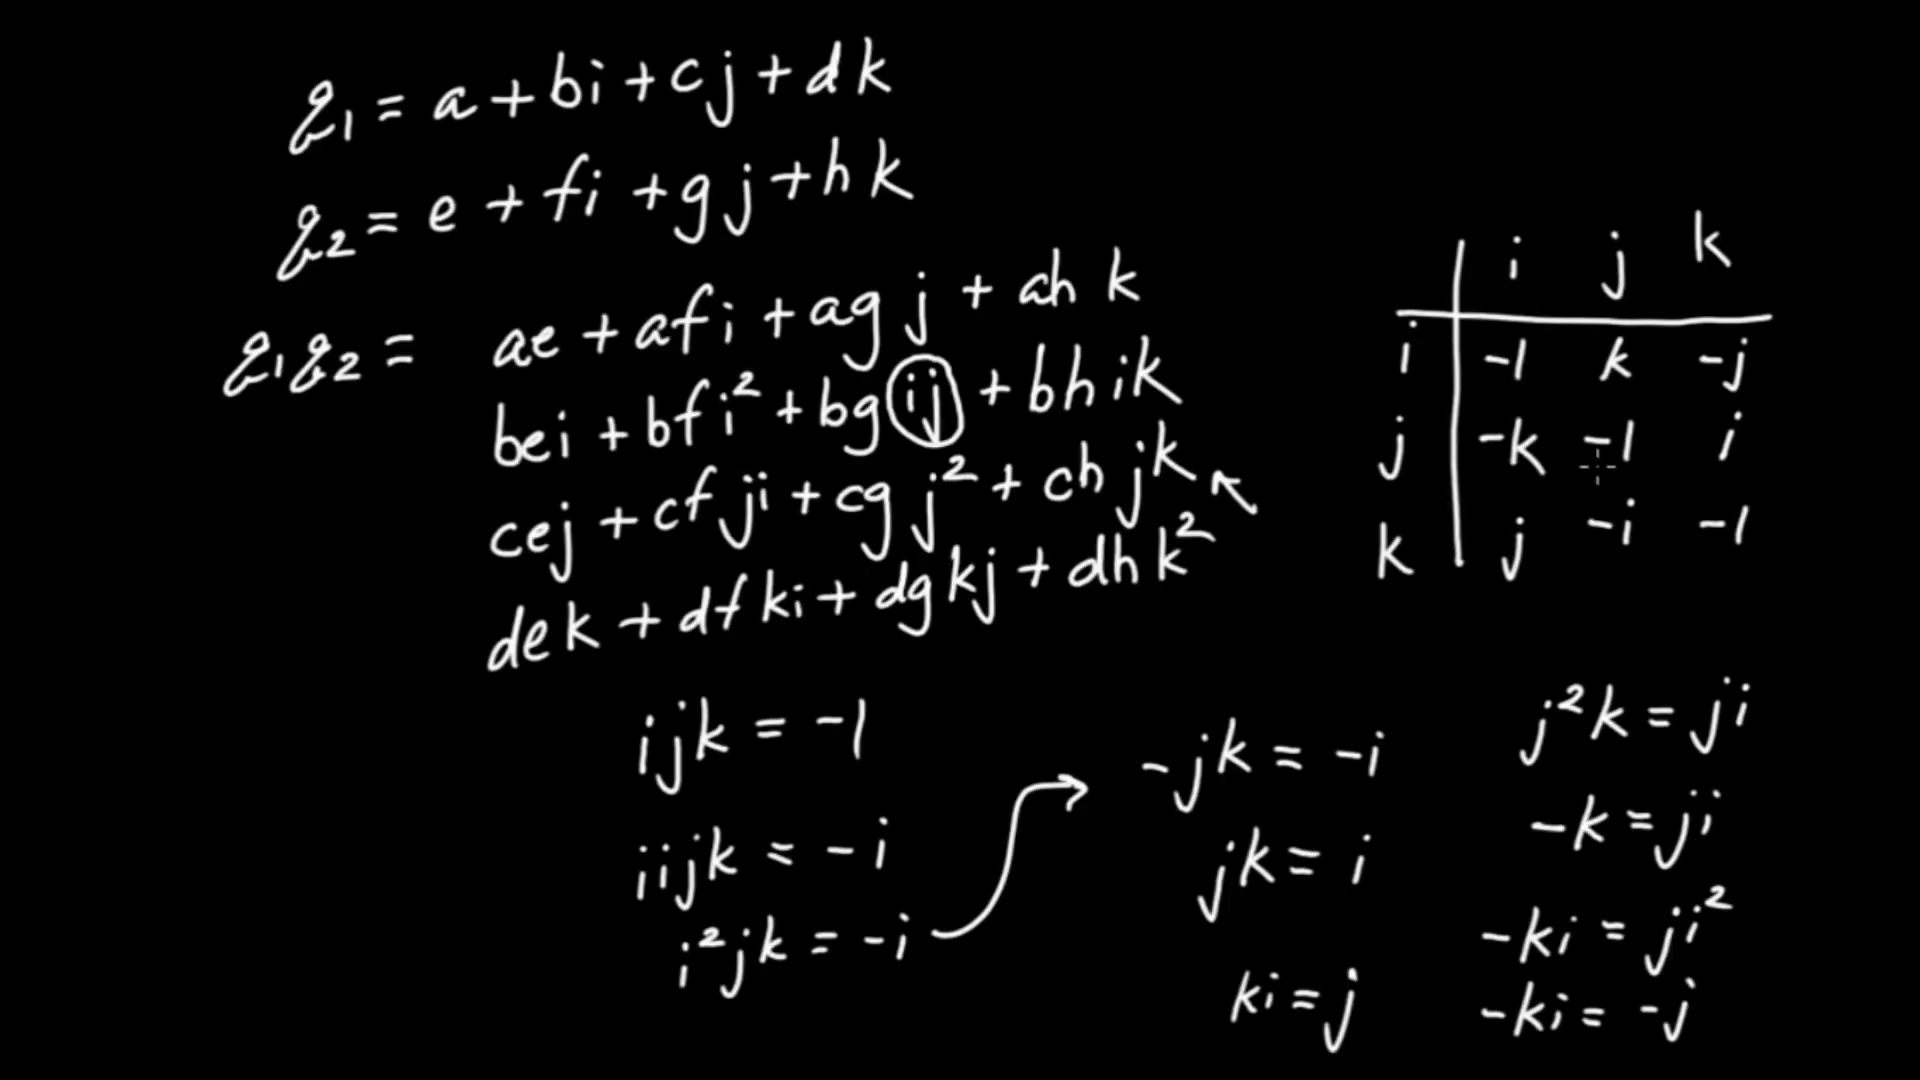 q₁ = a + bi + cj + dk
q₂ = e + fi + gj + hk
q₁q₂ = ae + afi + agj + ahk
bei + bfi² + bgij + bhik
cej + cfji + cgj² + chjk
dek + dfki + dgkj + dhk²
i j k
i -1 k -j
j -k -1 i
k j -i -1
ijk = -1
iijk = -i
i²jk = -i
-jk = -i
jk = i
ki = j
j²k = ji
-k = ji
-ki = ji²
-ki = -j